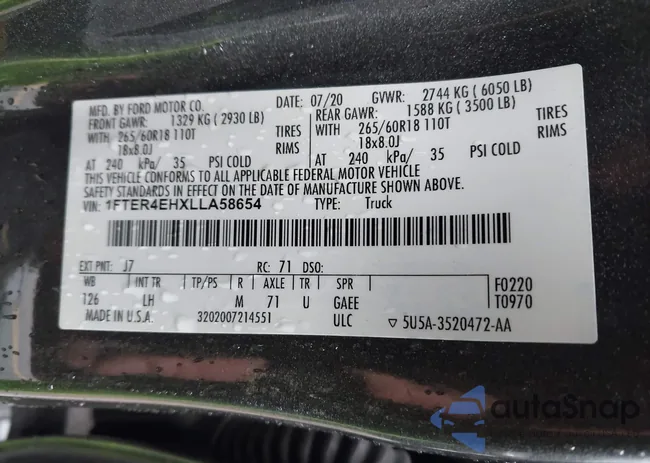 MFD. BY FORD MOTOR CO.
DATE: 07/20 GVWR: 2744 KG ( 6050 LB)
FRONT GAWR: 1329 KG ( 2930 LB)
REAR GAWR: 1588 KG ( 3500 LB)
WITH 265/60R18 110T TIRES
WITH 265/60R18 110T TIRES
18x8.0J RIMS
18x8.0J RIMS
AT 240 kPa/ 35 PSI COLD
AT 240 kPa/ 35 PSI COLD
THIS VEHICLE CONFORMS TO ALL APPLICABLE FEDERAL MOTOR VEHICLE
SAFETY STANDARDS IN EFFECT ON THE DATE OF MANUFACTURE SHOWN ABOVE.
VIN: 1FTER4EHXLLA58654 TYPE: Truck
EXT PNT: J7 RC: 71 DSO:
WB INT TR TP/PS R AXLE TR SPR
126 LH M 71 U GAEE
F0220
T0970
MADE IN U.S.A. 3202007214551 ULC ▽ 5U5A-3520472-AA
autoSnap